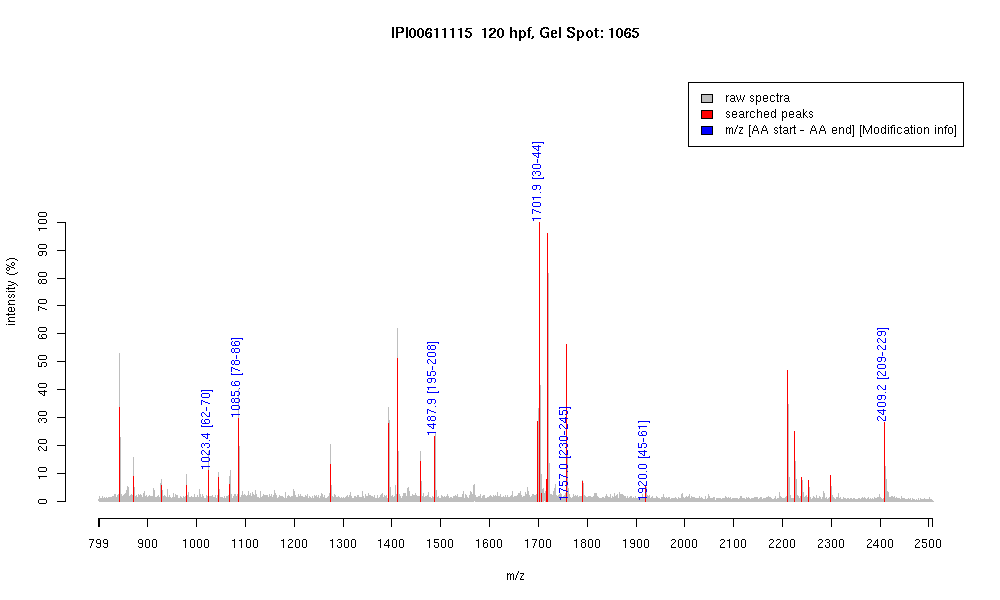 IPI00611115 120 hpf, Gel Spot: 1065
raw spectra
searched peaks
m/z [AA start - AA end] [Modification info]
intensity (%)
100
90
80
70
60
50
40
30
20
10
0
1023.4 [62-70]
1085.6 [78-86]
1487.9 [195-208]
1701.9 [30-44]
1757.0 [230-245]
1920.0 [45-61]
2409.2 [209-229]
799 900 1000 1100 1200 1300 1400 1500 1600 1700 1800 1900 2000 2100 2200 2300 2400 2500
m/z